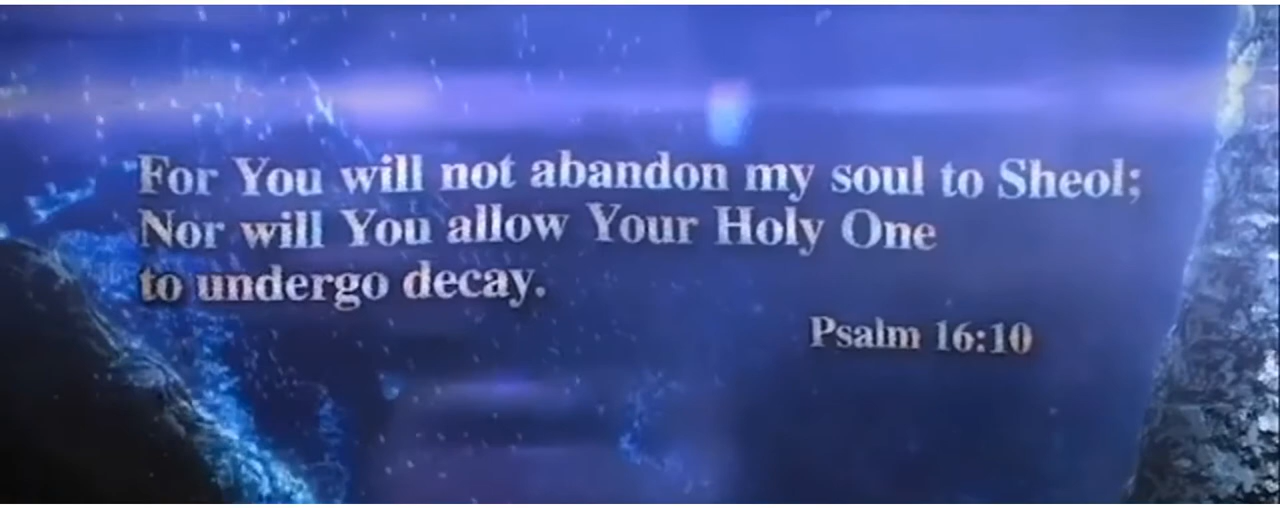 For You will not abandon my soul to Sheol;
Nor will You allow Your Holy One
to undergo decay.
Psalm 16:10